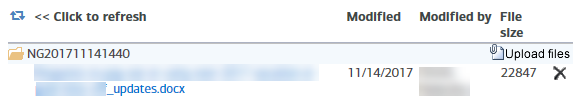 << Click to refresh Modified Modified by File size
NG201711141440 Upload files
11/14/2017 22847
_updates.docx